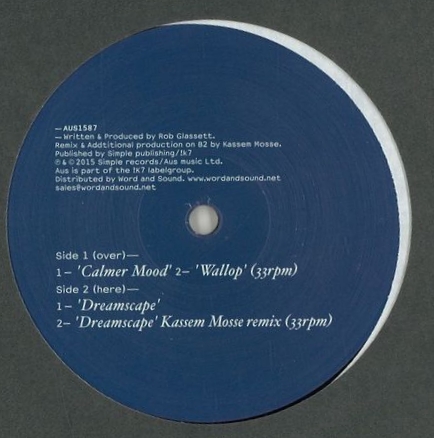 —AUS1587
—Written & Produced by Rob Glassett.
Remix & Addtitional production on B2 by Kassem Mosse.
Published by Simple publishing/!k7
℗ & © 2015 Simple records/Aus music Ltd.
Aus is part of the !K7 labelgroup.
Distributed by Word and Sound. www.wordandsound.net
sales@wordandsound.net
Side 1 (over)—
1— 'Calmer Mood' 2— 'Wallop' (33rpm)
Side 2 (here)—
1— 'Dreamscape'
2— 'Dreamscape' Kassem Mosse remix (33rpm)